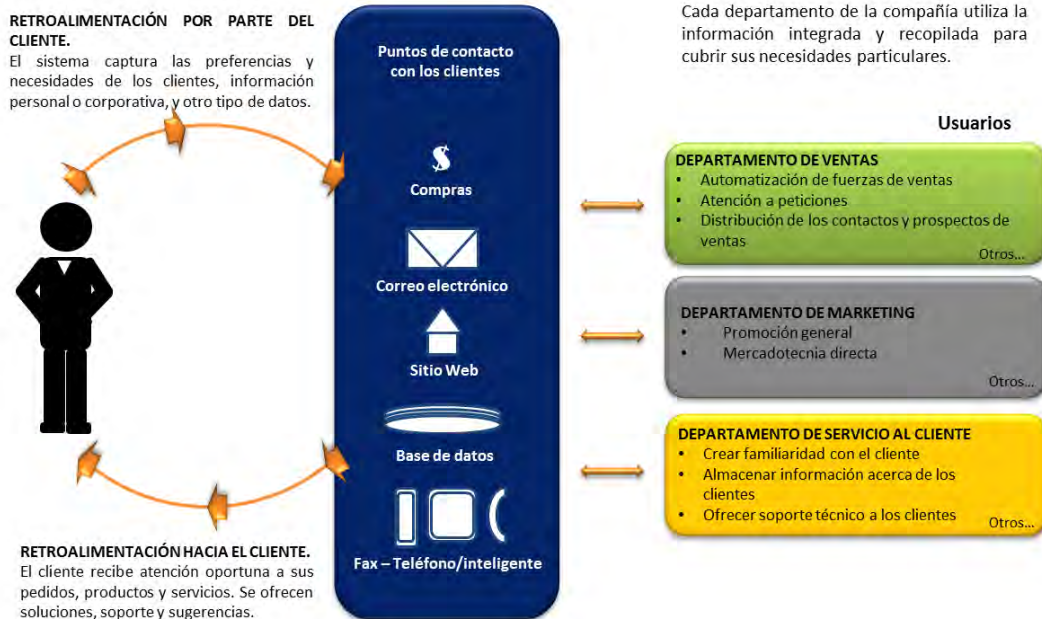 RETROALIMENTACIÓN POR PARTE DEL
CLIENTE.
El sistema captura las preferencias y
necesidades de los clientes, información
personal o corporativa, y otro tipo de datos.
RETROALIMENTACIÓN HACIA EL CLIENTE.
El cliente recibe atención oportuna a sus
pedidos, productos y servicios. Se ofrecen
soluciones, soporte y sugerencias.
Puntos de contacto
con los clientes
$
Compras
Correo electrónico
Sitio Web
Base de datos
Fax – Teléfono/inteligente
Cada departamento de la compañía utiliza la
información integrada y recopilada para
cubrir sus necesidades particulares.
Usuarios
DEPARTAMENTO DE VENTAS
• Automatización de fuerzas de ventas
• Atención a peticiones
• Distribución de los contactos y prospectos de
ventas
Otros...
DEPARTAMENTO DE MARKETING
• Promoción general
• Mercadotecnia directa
Otros...
DEPARTAMENTO DE SERVICIO AL CLIENTE
• Crear familiaridad con el cliente
• Almacenar información acerca de los
clientes
• Ofrecer soporte técnico a los clientes
Otros...